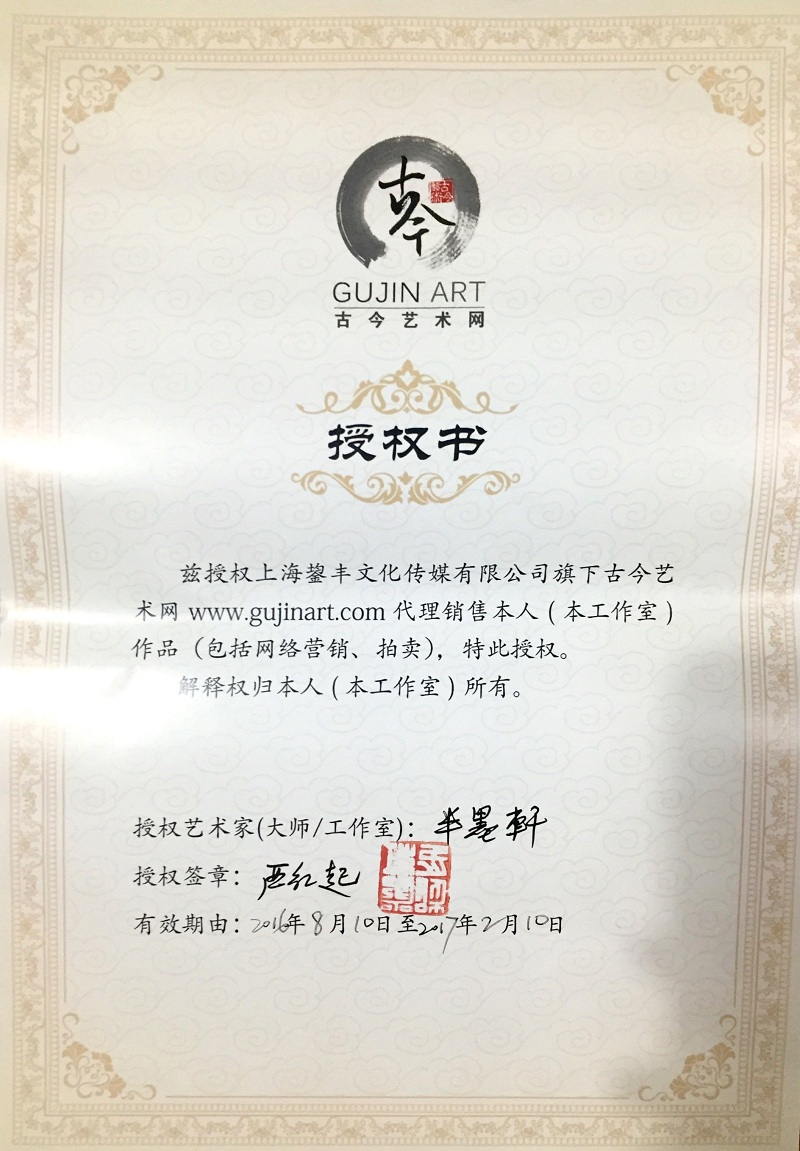 古今
古今藝術
GUJIN ART
古今艺术网
授权书
兹授权上海鋆丰文化传媒有限公司旗下古今艺
术网 www.gujinart.com 代理销售本人(本工作室)
作品（包括网络营销、拍卖），特此授权。
解释权归本人(本工作室)所有。
授权艺术家(大师/工作室)：半墨軒
授权签章：严红起
有效期由：2016年8月10日至2017年2月10日